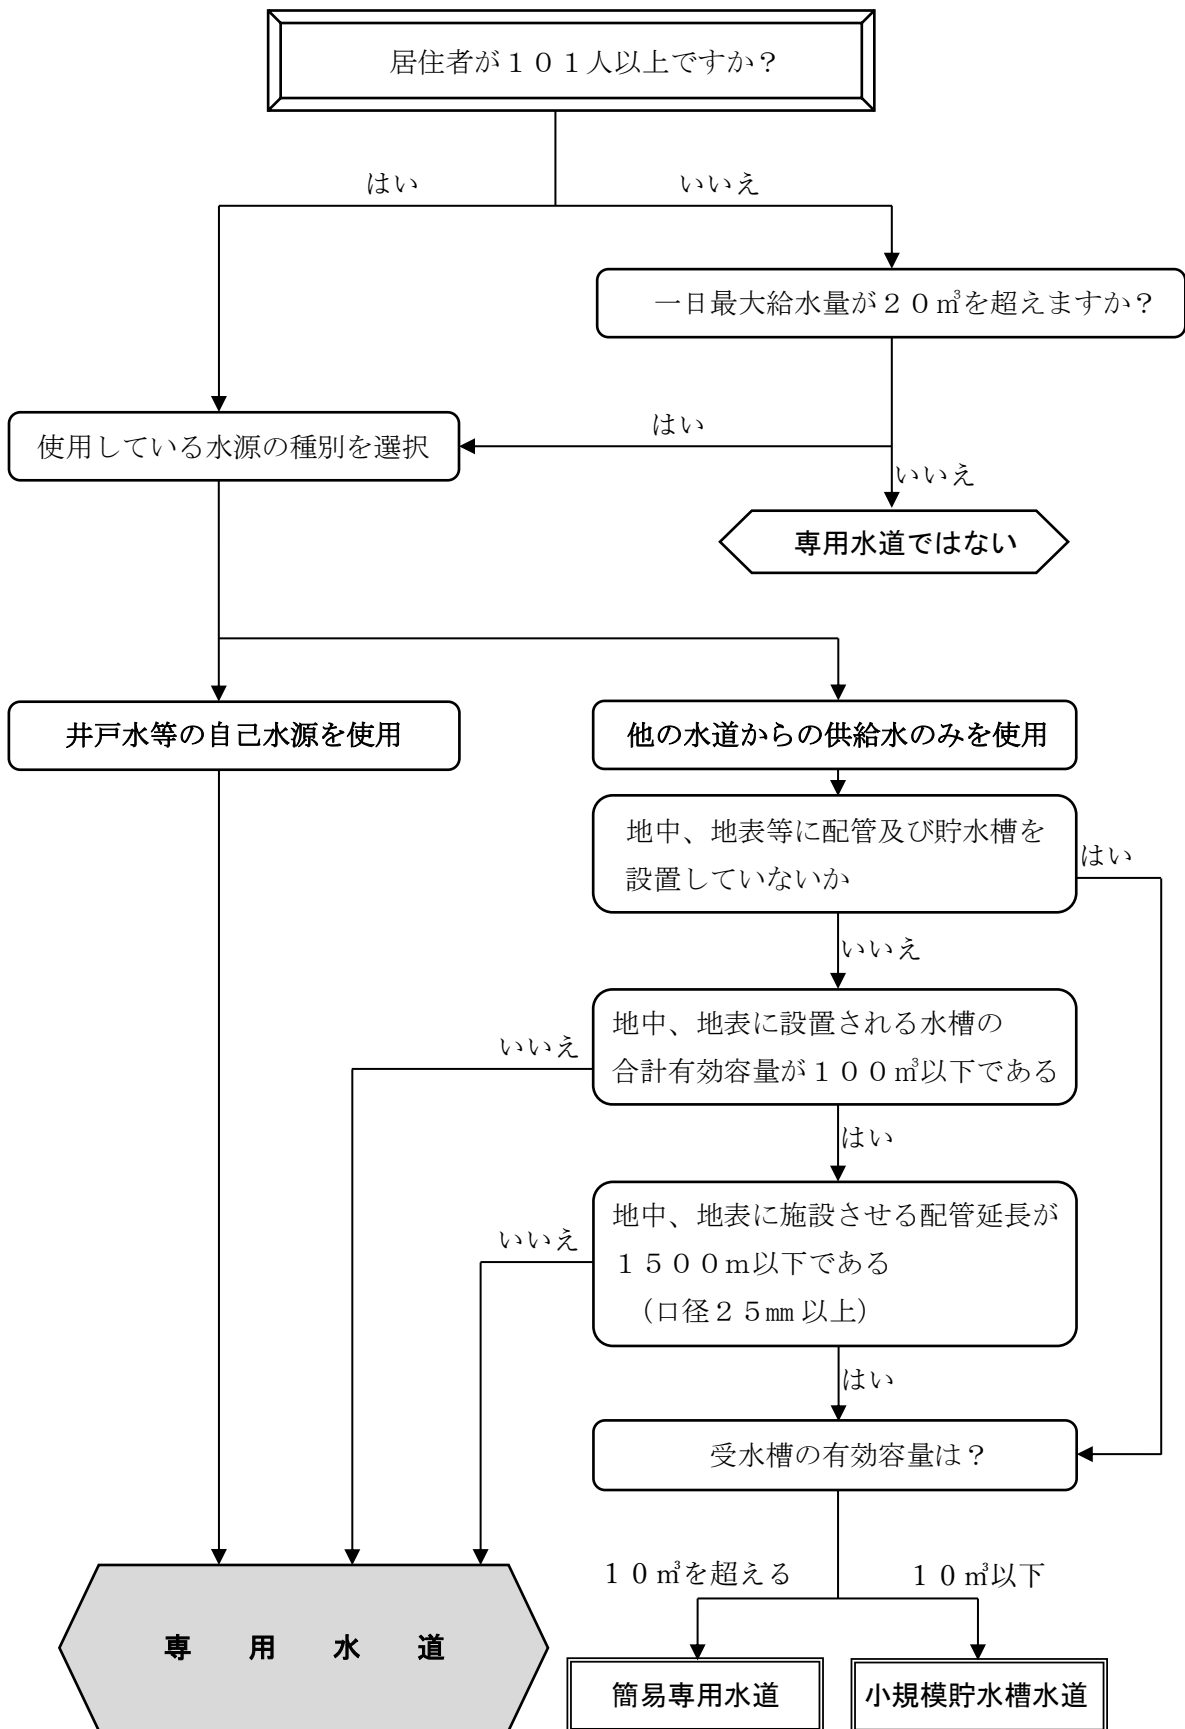 居住者が１０１人以上ですか？
はい
いいえ
一日最大給水量が２０㎥を超えますか？
使用している水源の種別を選択
はい
いいえ
専用水道ではない
井戸水等の自己水源を使用
他の水道からの供給水のみを使用
地中、地表等に配管及び貯水槽を
設置していないか
はい
いいえ
地中、地表に設置される水槽の
合計有効容量が１００㎥以下である
いいえ
はい
地中、地表に施設させる配管延長が
１５００ｍ以下である
（口径２５㎜以上）
いいえ
はい
受水槽の有効容量は？
１０㎥を超える
１０㎥以下
専　用　水　道
簡易専用水道
小規模貯水槽水道